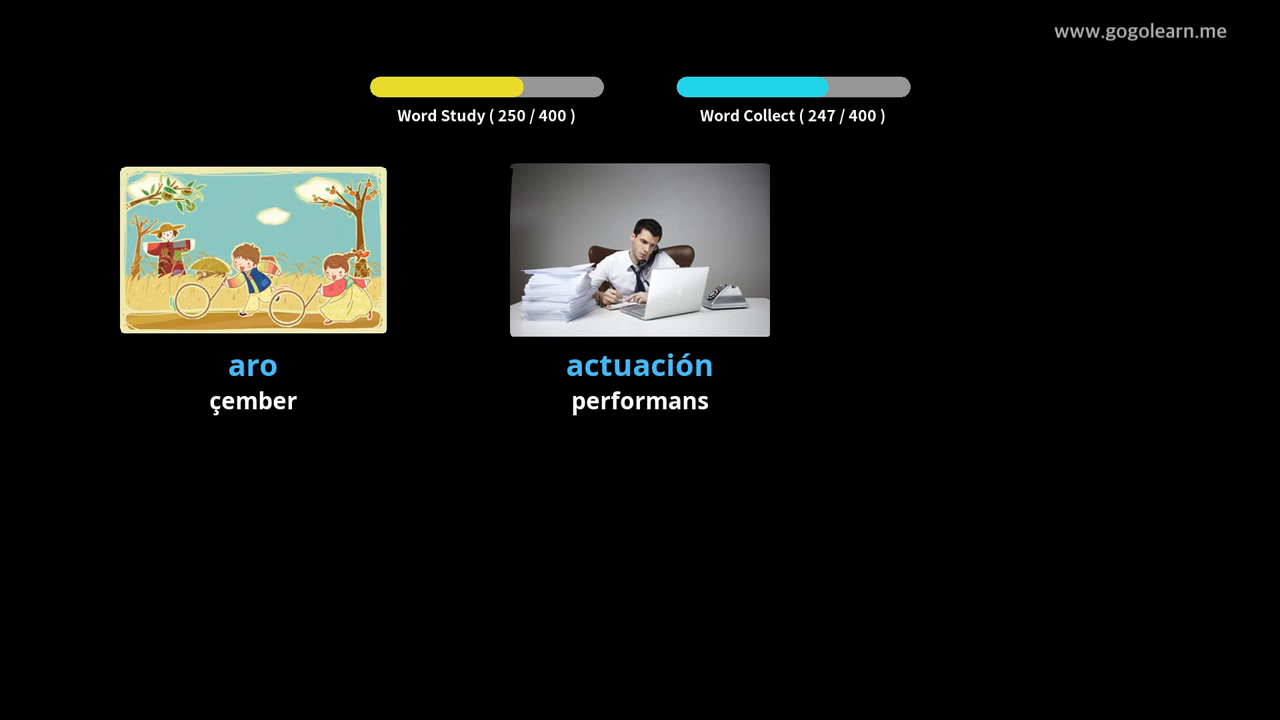 www.gogolearn.me
Word Study ( 250 / 400 )
Word Collect ( 247 / 400 )
aro
çember
actuación
performans